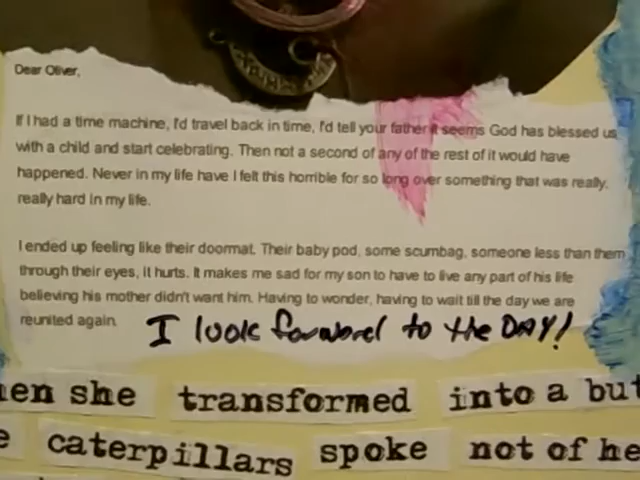 Dear Oliver,
If I had a time machine, I'd travel back in time, I'd tell your father it seems God has blessed us
with a child and start celebrating. Then not a second of any of the rest of it would have
happened. Never in my life have I felt this horrible for so long over something that was really,
really hard in my life.
I ended up feeling like their doormat. Their baby pod, some scumbag, someone less than them
through their eyes, it hurts. It makes me sad for my son to have to live any part of his life
believing his mother didn't want him. Having to wonder, having to wait till the day we are
reunited again.
I look forward to the DAY!
en she transformed into a but
e caterpillars spoke not of he